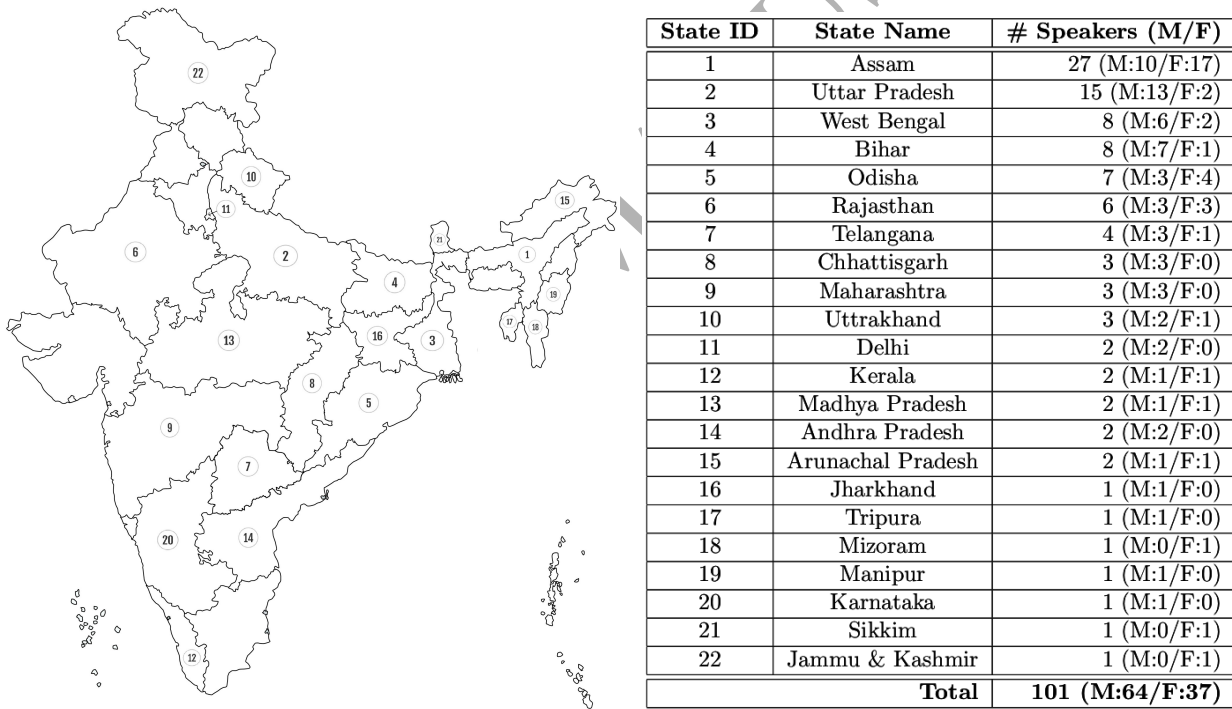 22
10
11
15
21
6
2
1
4
19
17
18
16
13
3
8
5
9
7
20
14
12
State ID State Name # Speakers (M/F)
1 Assam 27 (M:10/F:17)
2 Uttar Pradesh 15 (M:13/F:2)
3 West Bengal 8 (M:6/F:2)
4 Bihar 8 (M:7/F:1)
5 Odisha 7 (M:3/F:4)
6 Rajasthan 6 (M:3/F:3)
7 Telangana 4 (M:3/F:1)
8 Chhattisgarh 3 (M:3/F:0)
9 Maharashtra 3 (M:3/F:0)
10 Uttrakhand 3 (M:2/F:1)
11 Delhi 2 (M:2/F:0)
12 Kerala 2 (M:1/F:1)
13 Madhya Pradesh 2 (M:1/F:1)
14 Andhra Pradesh 2 (M:2/F:0)
15 Arunachal Pradesh 2 (M:1/F:1)
16 Jharkhand 1 (M:1/F:0)
17 Tripura 1 (M:1/F:0)
18 Mizoram 1 (M:0/F:1)
19 Manipur 1 (M:1/F:0)
20 Karnataka 1 (M:1/F:0)
21 Sikkim 1 (M:0/F:1)
22 Jammu & Kashmir 1 (M:0/F:1)
Total 101 (M:64/F:37)